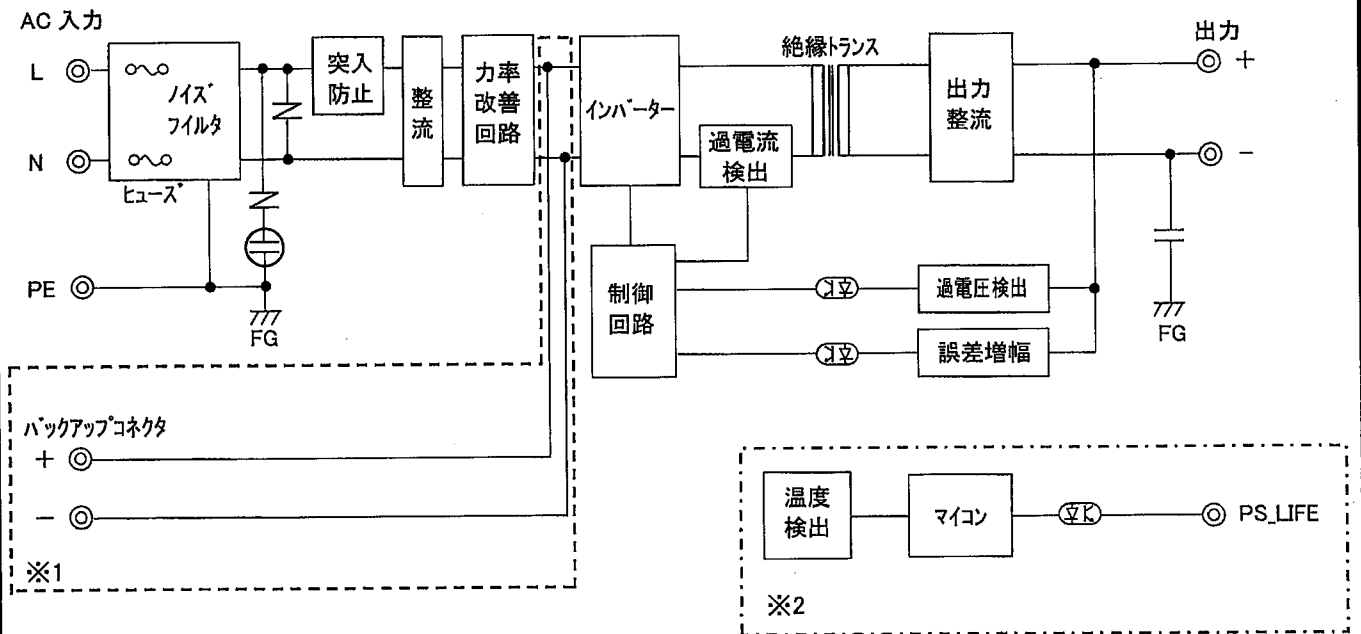 AC 入力
L
N
PE
ノイズ
フィルタ
ヒューズ
FG
突入
防止
整
流
力率
改善
回路
インバーター
過電流
検出
絶縁トランス
出力
整流
出力
+
-
制御
回路
過電圧検出
誤差増幅
FG
バックアップコネクタ
+
-
※1
温度
検出
マイコン
PS_LIFE
※2